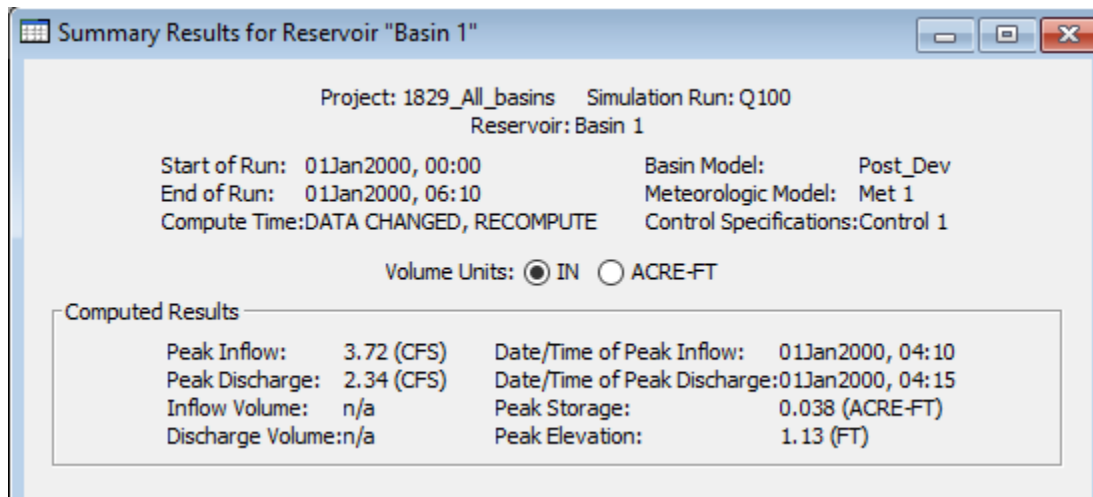 Summary Results for Reservoir "Basin 1"
Project: 1829_All_basins Simulation Run: Q100
Reservoir: Basin 1
Start of Run: 01Jan2000, 00:00 Basin Model: Post_Dev
End of Run: 01Jan2000, 06:10 Meteorologic Model: Met 1
Compute Time:DATA CHANGED, RECOMPUTE Control Specifications:Control 1
Volume Units: IN ACRE-FT
Computed Results
Peak Inflow: 3.72 (CFS) Date/Time of Peak Inflow: 01Jan2000, 04:10
Peak Discharge: 2.34 (CFS) Date/Time of Peak Discharge:01Jan2000, 04:15
Inflow Volume: n/a Peak Storage: 0.038 (ACRE-FT)
Discharge Volume:n/a Peak Elevation: 1.13 (FT)